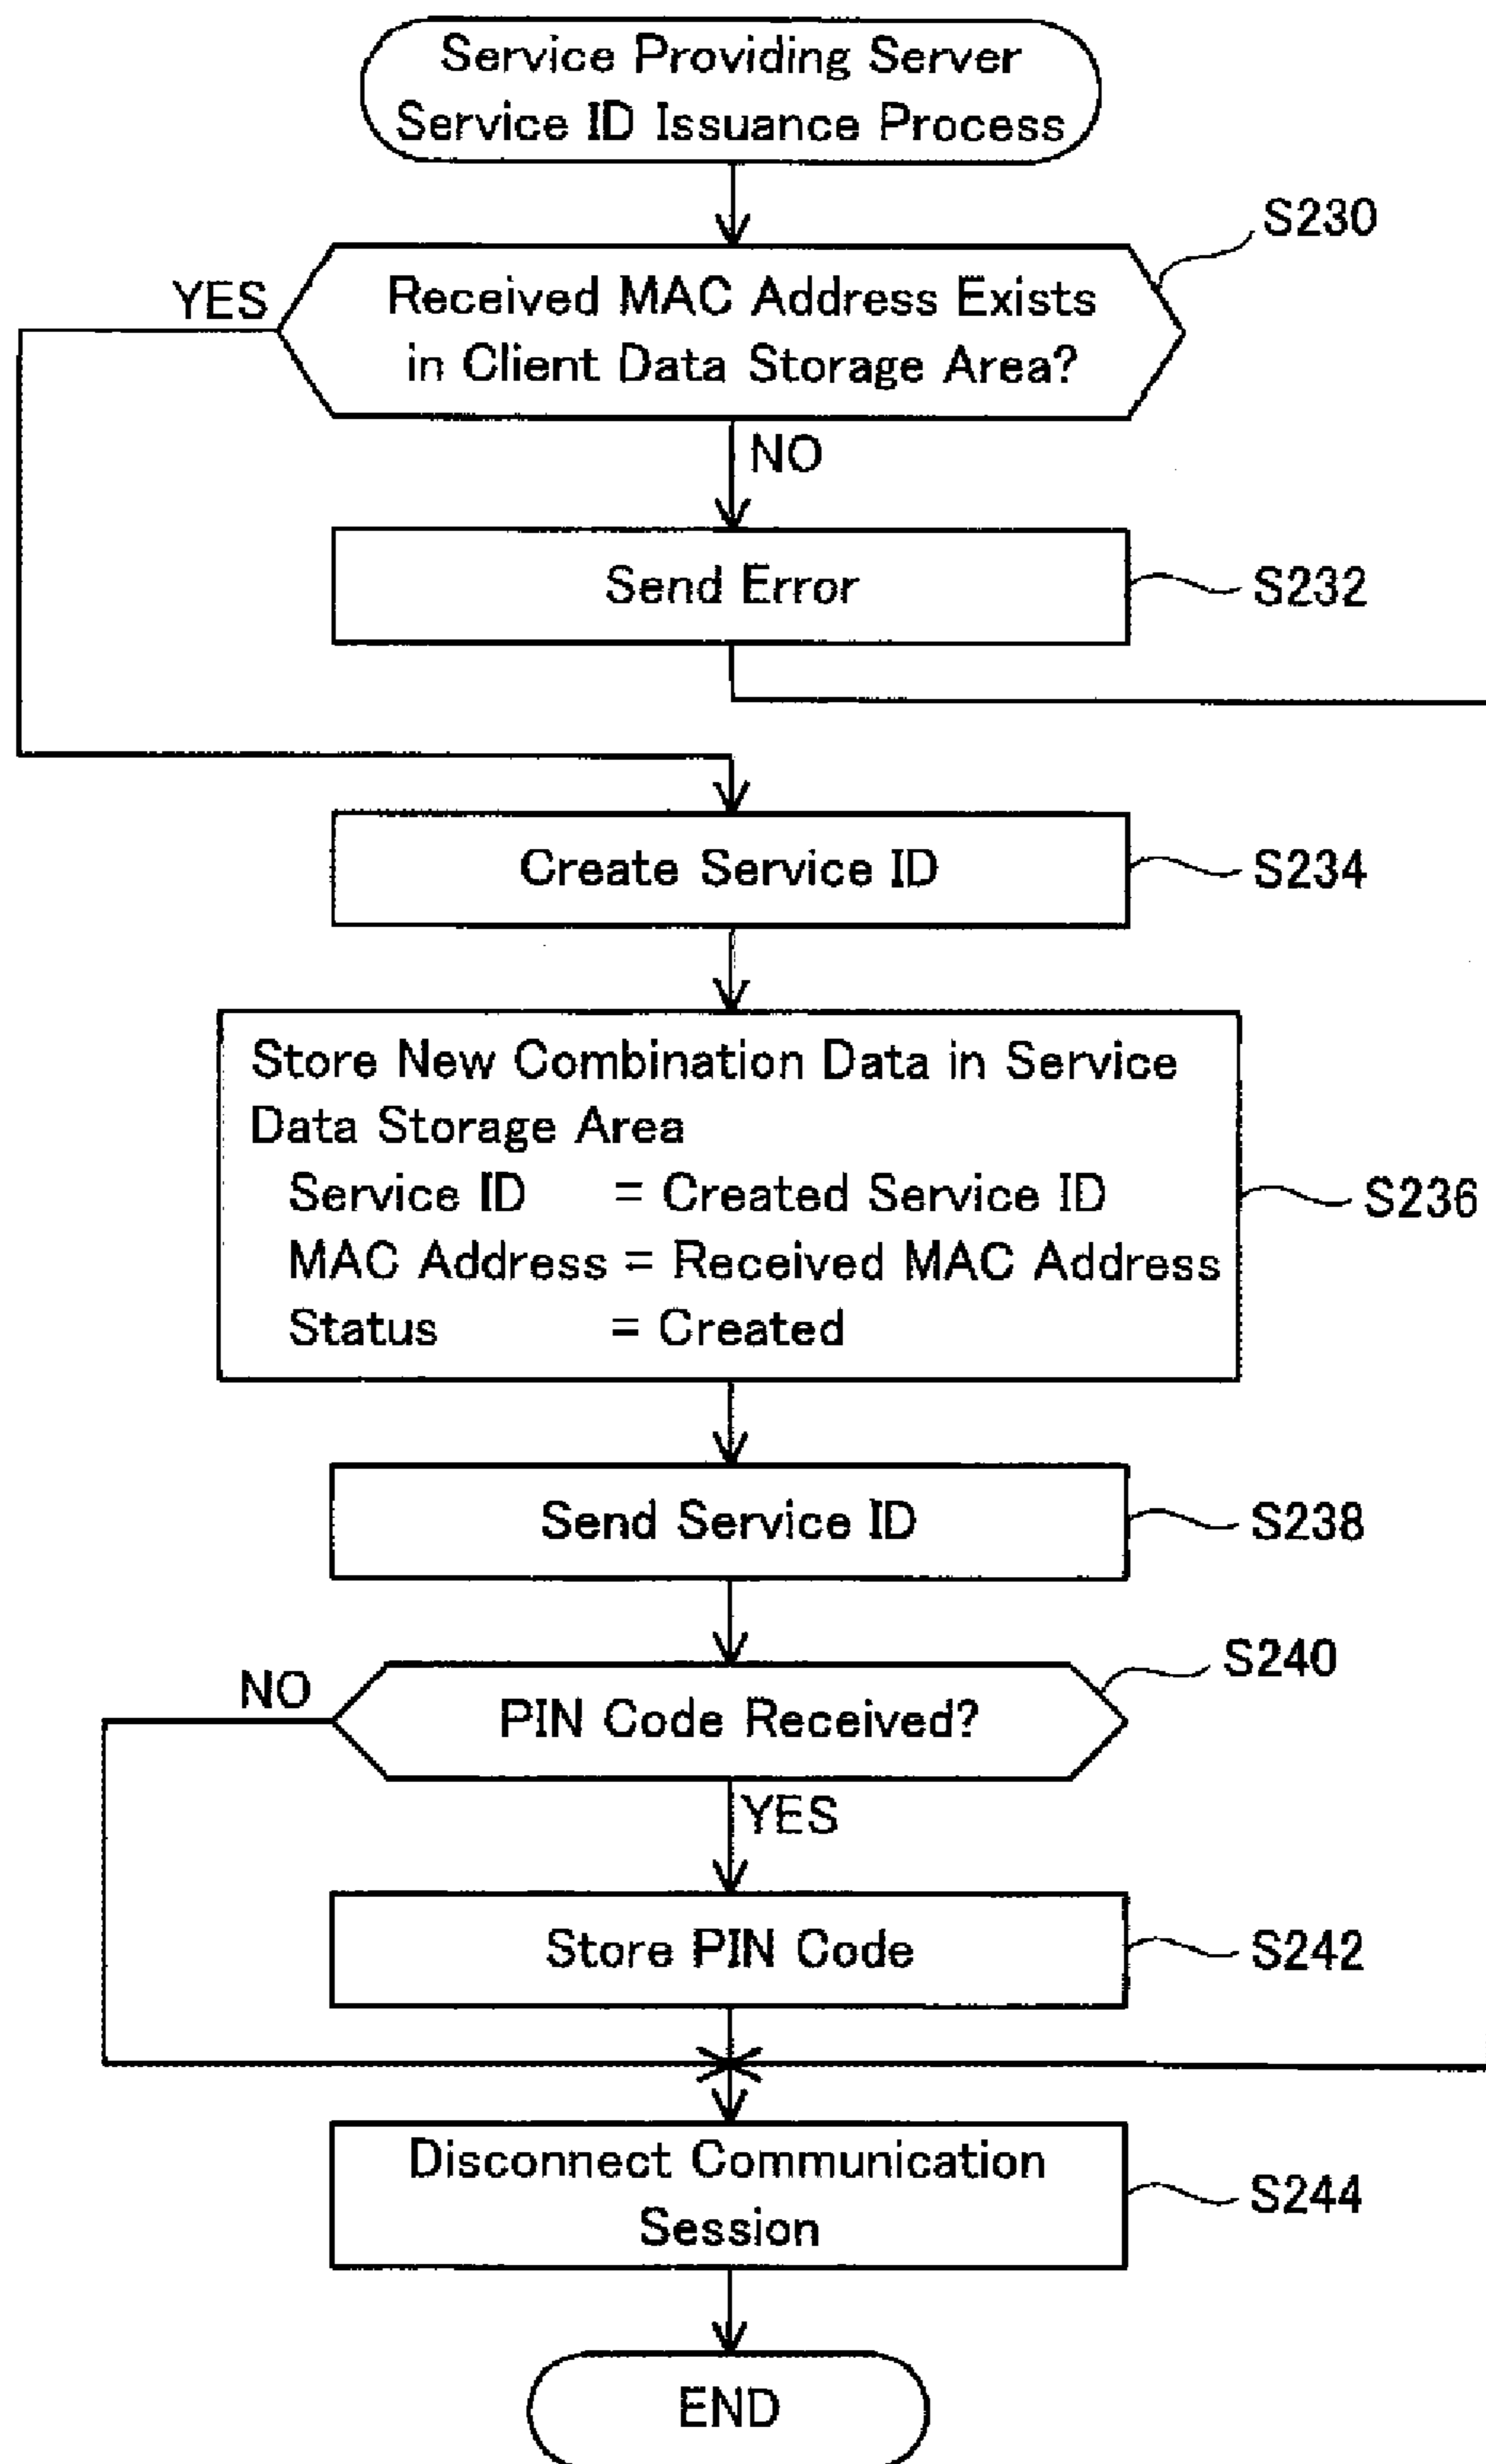 Service Providing Server
Service ID Issuance Process
S230
YES
Received MAC Address Exists
in Client Data Storage Area?
NO
Send Error
S232
Create Service ID
S234
Store New Combination Data in Service
Data Storage Area
Service ID = Created Service ID
MAC Address = Received MAC Address
Status = Created
S236
Send Service ID
S238
S240
NO
PIN Code Received?
YES
Store PIN Code
S242
Disconnect Communication
Session
S244
END